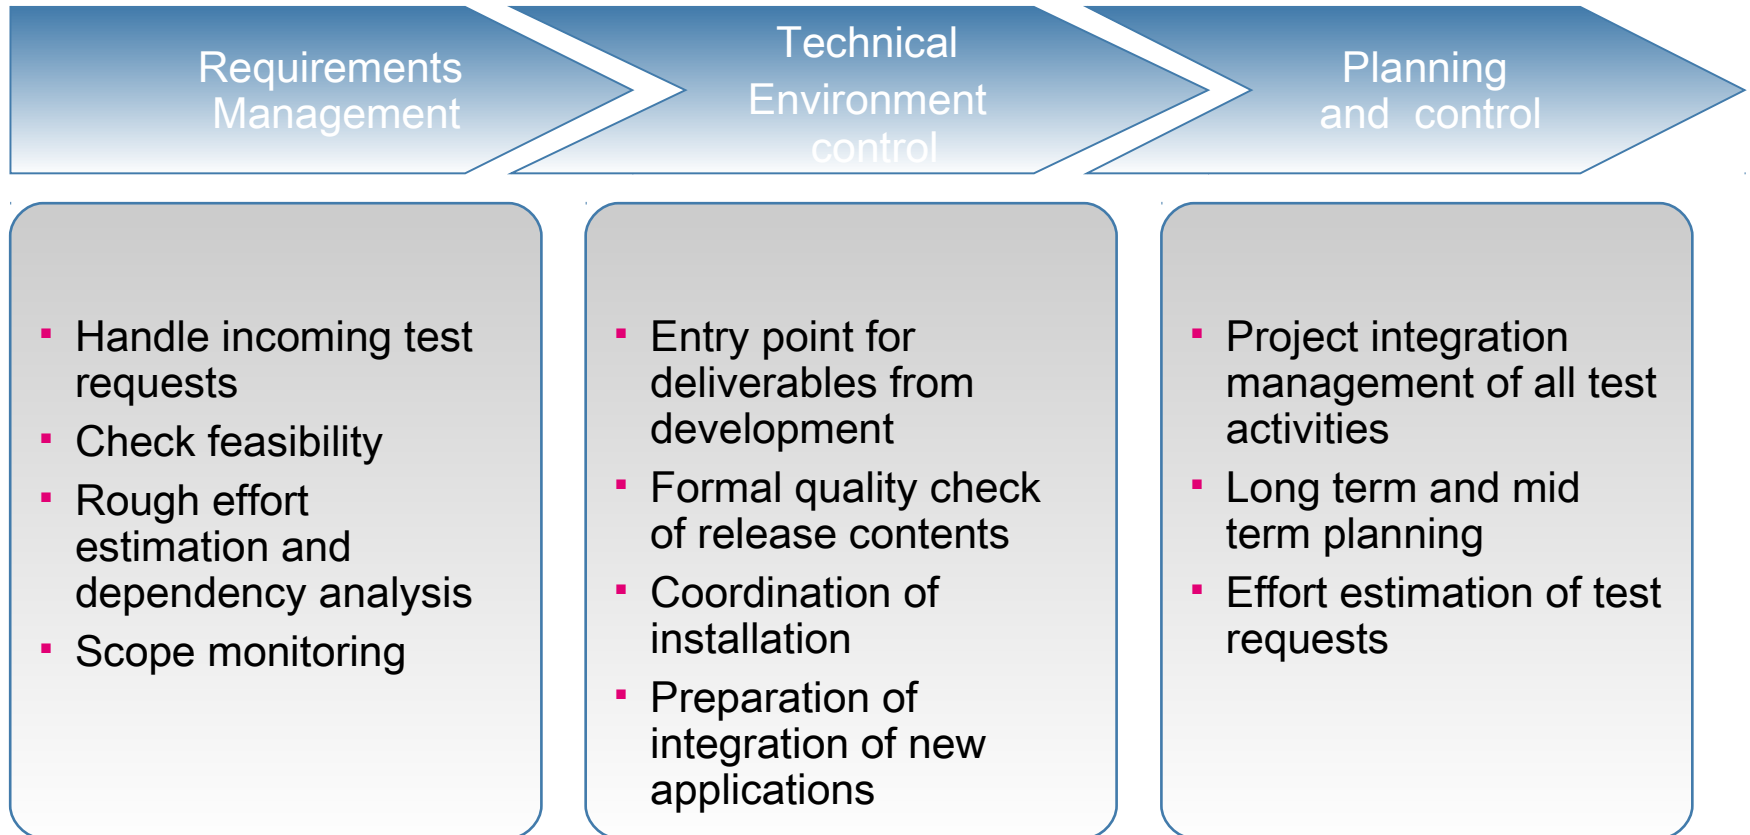 Requirements
Management
Technical
Environment
control
Planning
and control
▪ Handle incoming test
requests
▪ Check feasibility
▪ Rough effort
estimation and
dependency analysis
▪ Scope monitoring
▪ Entry point for
deliverables from
development
▪ Formal quality check
of release contents
▪ Coordination of
installation
▪ Preparation of
integration of new
applications
▪ Project integration
management of all test
activities
▪ Long term and mid
term planning
▪ Effort estimation of test
requests